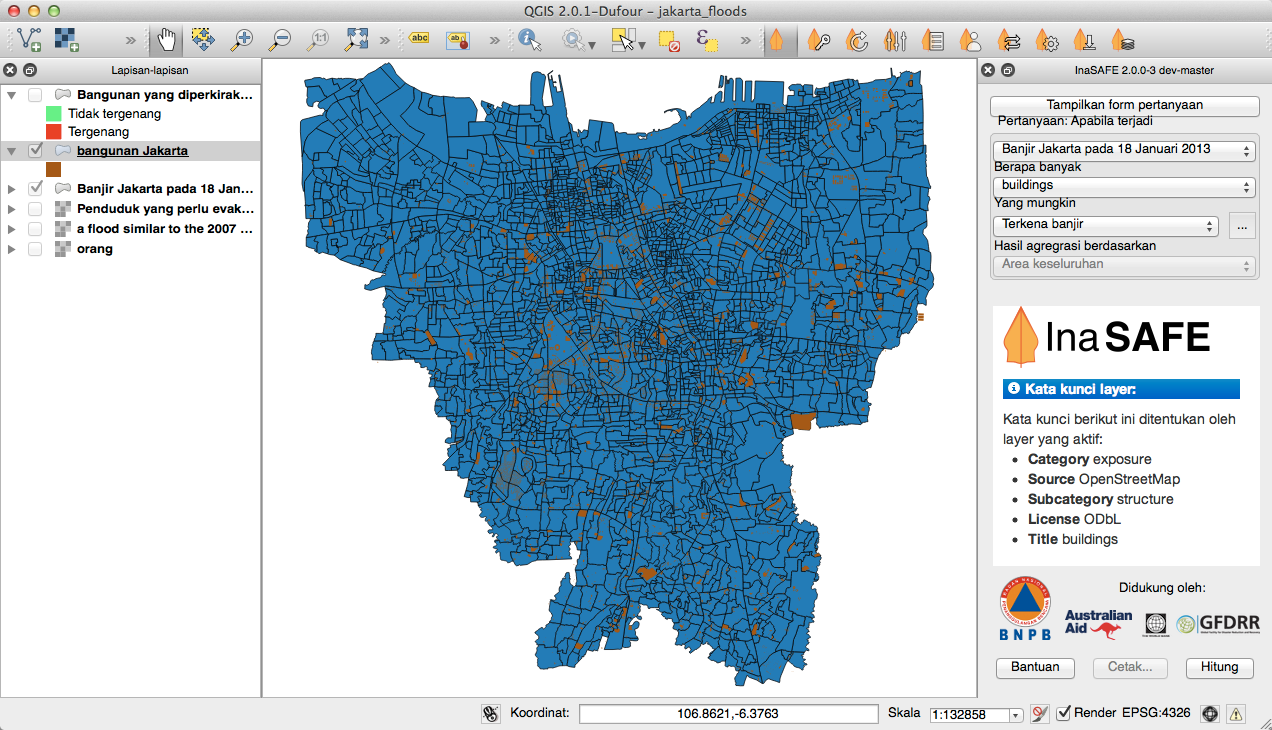 QGIS 2.0.1-Dufour - jakarta_floods
abc
ab
Lapisan-lapisan
InaSAFE 2.0.0-3 dev-master
Bangunan yang diperkirak...
Tidak tergenang
Tergenang
bangunan Jakarta
Banjir Jakarta pada 18 Jan...
Penduduk yang perlu evak...
a flood similar to the 2007 ...
orang
Tampilkan form pertanyaan
Pertanyaan: Apabila terjadi
Banjir Jakarta pada 18 Januari 2013
Berapa banyak
buildings
Yang mungkin
Terkena banjir
...
Hasil agregrasi berdasarkan
Area keseluruhan
InaSAFE
Kata kunci layer:
Kata kunci berikut ini ditentukan oleh
layer yang aktif:
• Category exposure
• Source OpenStreetMap
• Subcategory structure
• License ODbL
• Title buildings
BNPB
Didukung oleh:
Australian
Aid
GFDRR
Bantuan
Cetak...
Hitung
Koordinat:
106.8621,-6.3763
Skala
1:132858
Render
EPSG:4326